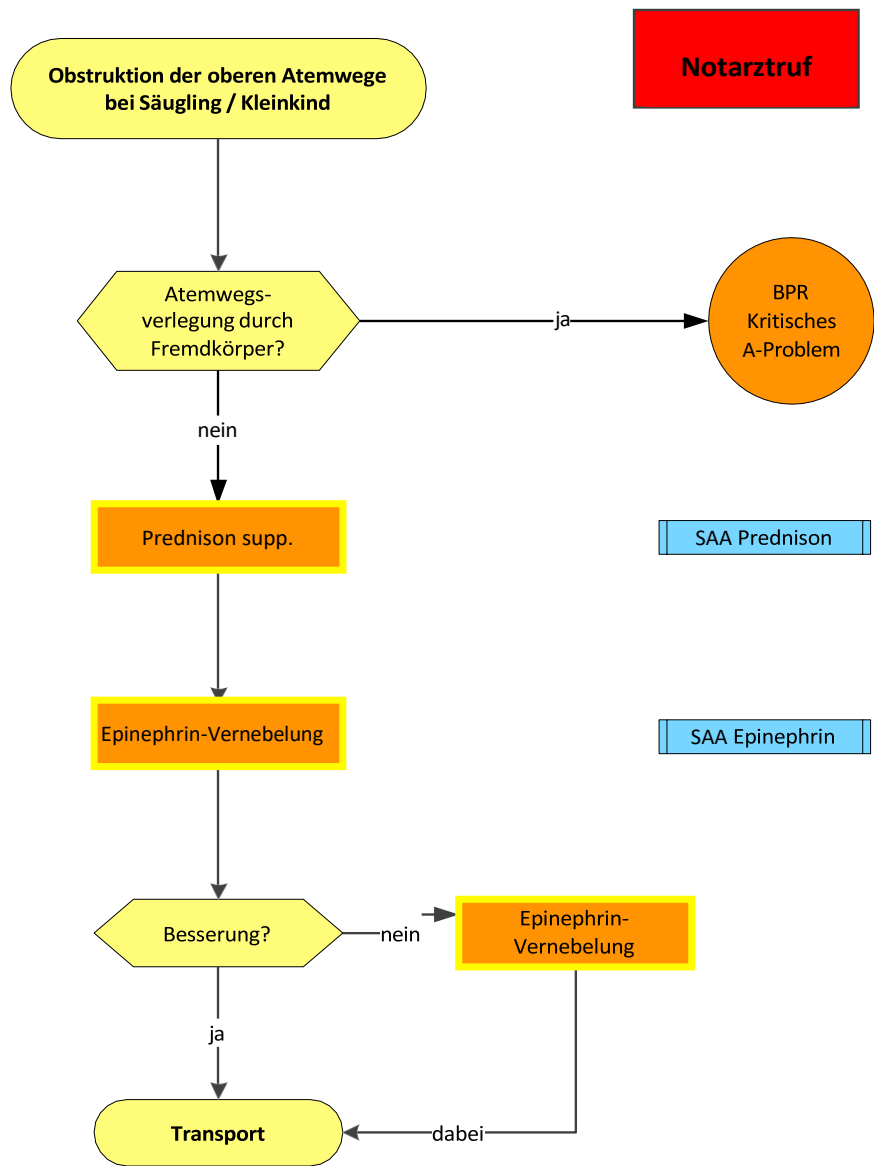 Obstruktion der oberen Atemwege
bei Säugling / Kleinkind
Notarztruf
Atemwegs-
verlegung durch
Fremdkörper?
ja
BPR
Kritisches
A-Problem
nein
Prednison supp.
SAA Prednison
Epinephrin-Vernebelung
SAA Epinephrin
Besserung?
nein
Epinephrin-
Vernebelung
ja
Transport
dabei